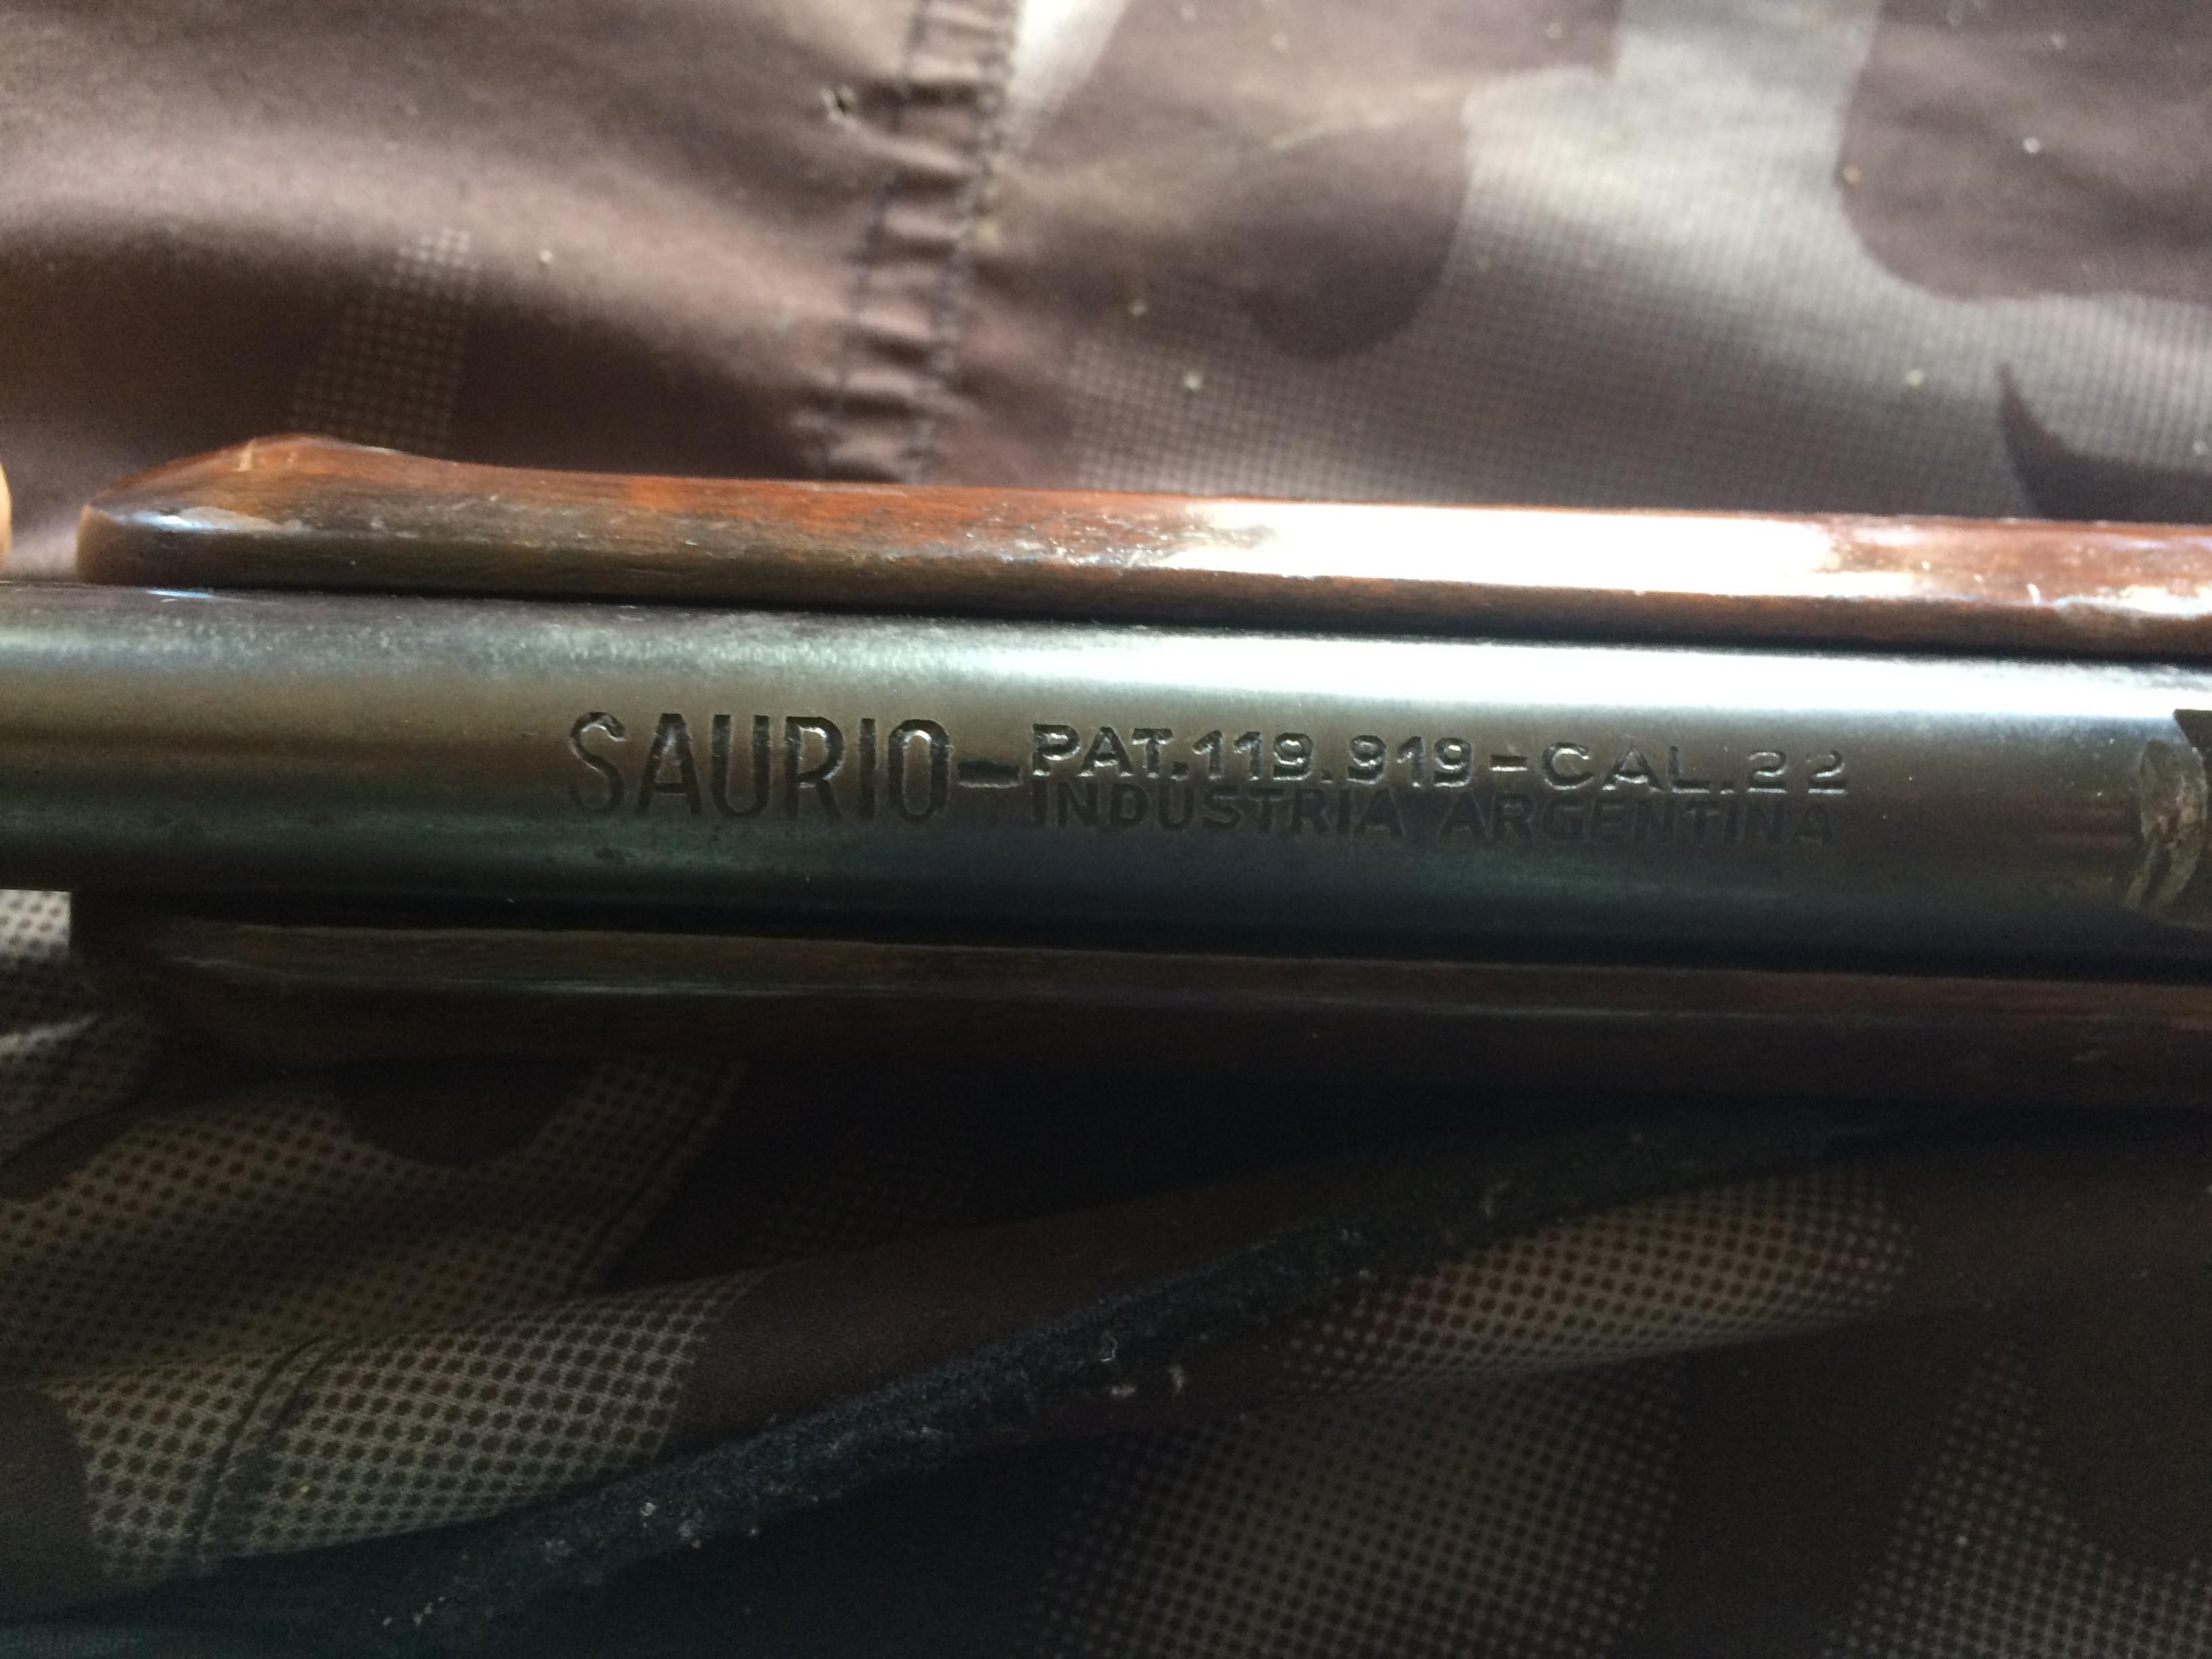 SAURIO-PAT.119.919-CAL.22
INDUSTRIA ARGENTINA